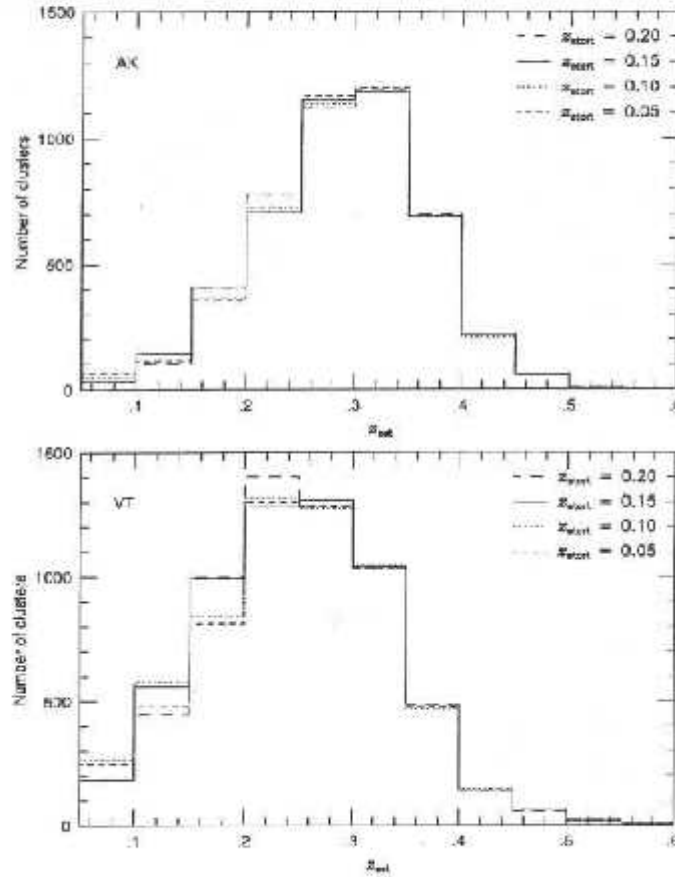 1500
1000
500
0
Number of clusters
AK
z_start = 0.20
z_start = 0.15
z_start = 0.10
z_start = 0.05
.1 .2 .3 .4 .5 .6
z_est
1500
1000
500
0
Number of clusters
VT
z_start = 0.20
z_start = 0.15
z_start = 0.10
z_start = 0.05
.1 .2 .3 .4 .5 .6
z_est